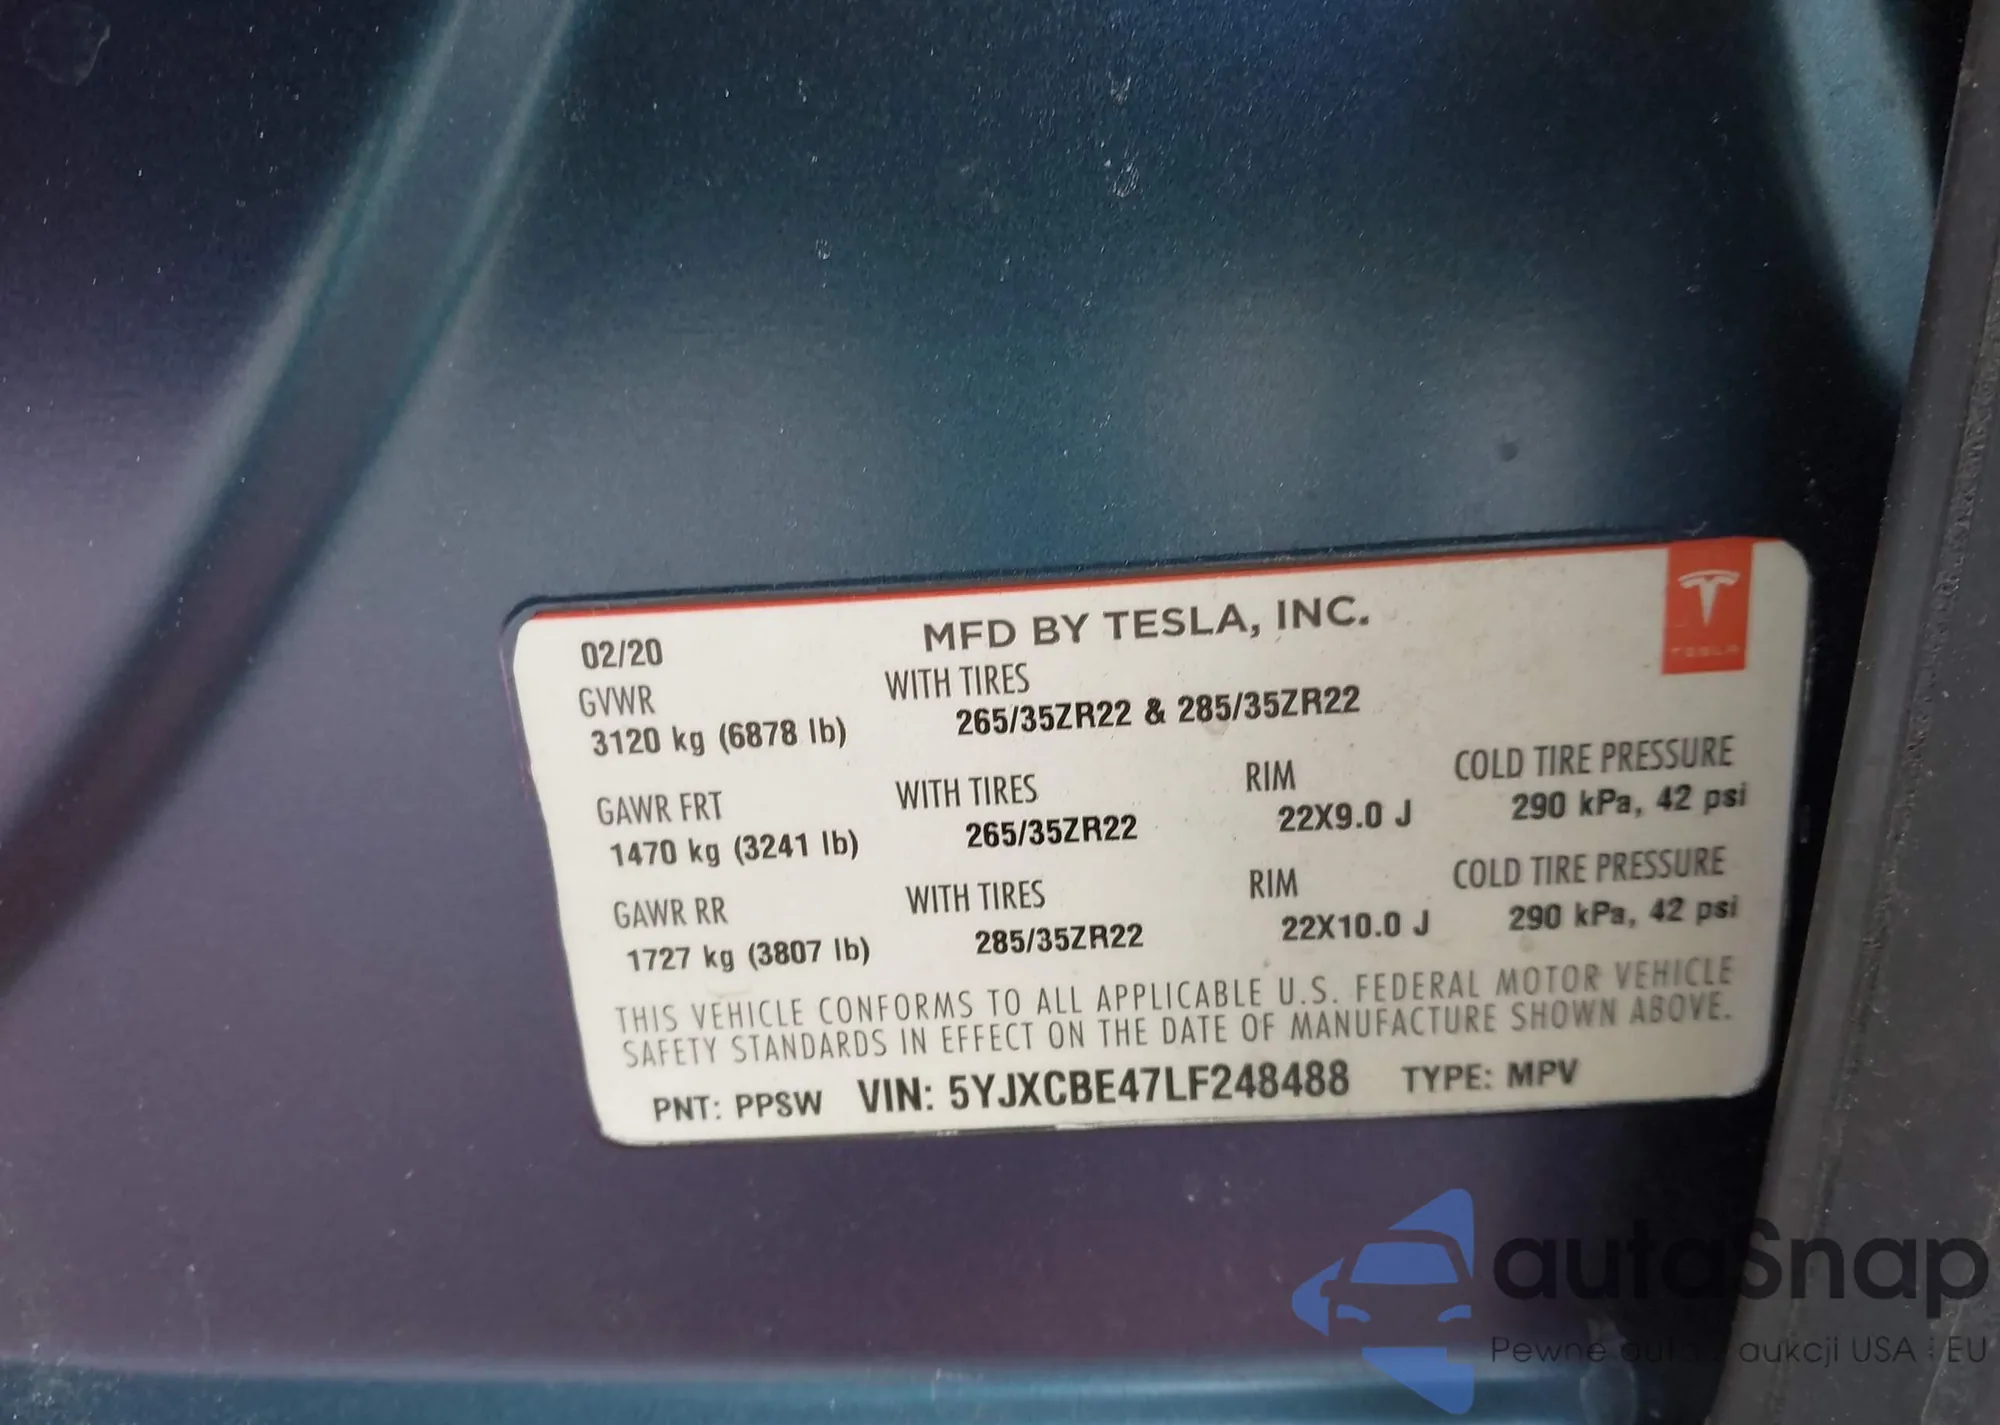 02/20 MFD BY TESLA, INC.
TESLA
GVWR WITH TIRES
3120 kg (6878 lb) 265/35ZR22 & 285/35ZR22
GAWR FRT WITH TIRES RIM COLD TIRE PRESSURE
1470 kg (3241 lb) 265/35ZR22 22X9.0 J 290 kPa, 42 psi
GAWR RR WITH TIRES RIM COLD TIRE PRESSURE
1727 kg (3807 lb) 285/35ZR22 22X10.0 J 290 kPa, 42 psi
THIS VEHICLE CONFORMS TO ALL APPLICABLE U.S. FEDERAL MOTOR VEHICLE
SAFETY STANDARDS IN EFFECT ON THE DATE OF MANUFACTURE SHOWN ABOVE.
PNT: PPSW VIN: 5YJXCBE47LF248488 TYPE: MPV
autaSnap
Pewne auta z aukcji USA i EU